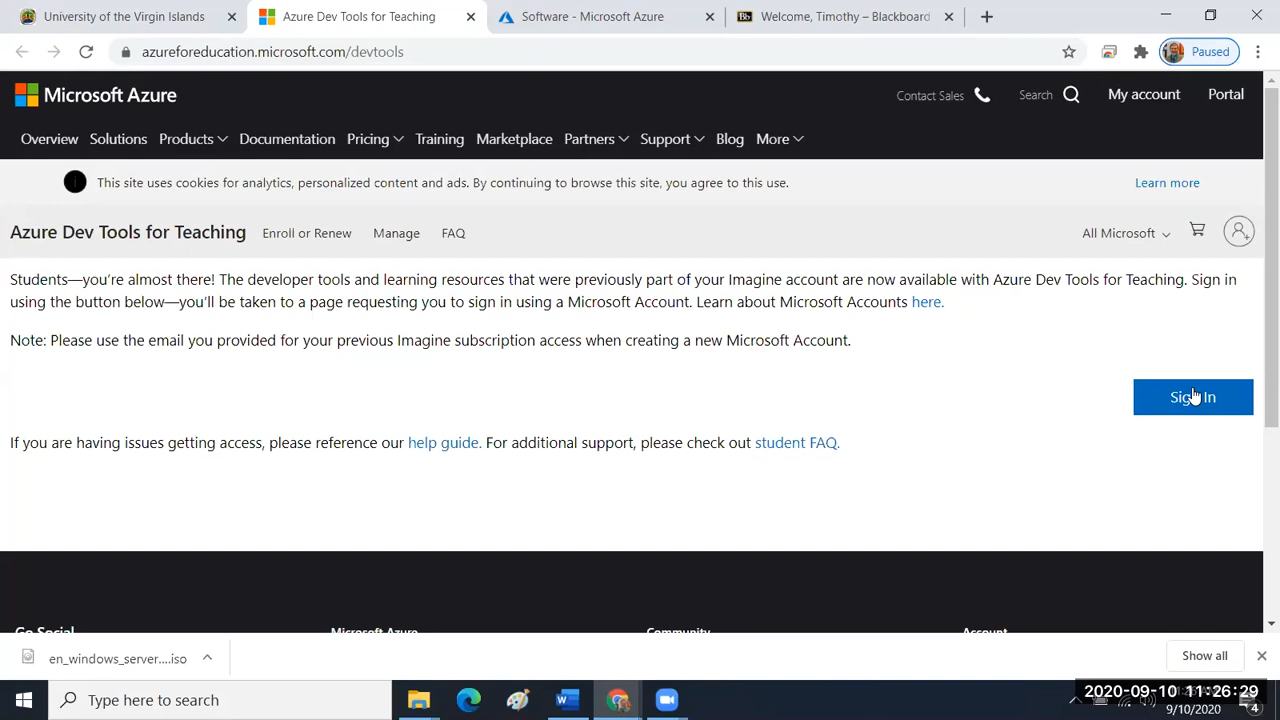 University of the Virgin Islands
Azure Dev Tools for Teaching
Software - Microsoft Azure
Welcome, Timothy – Blackboard
azureforeducation.microsoft.com/devtools
Paused
Microsoft Azure
Contact Sales
Search
My account
Portal
Overview Solutions Products Documentation Pricing Training Marketplace Partners Support Blog More
This site uses cookies for analytics, personalized content and ads. By continuing to browse this site, you agree to this use.
Learn more
Azure Dev Tools for Teaching Enroll or Renew Manage FAQ
All Microsoft
Students—you're almost there! The developer tools and learning resources that were previously part of your Imagine account are now available with Azure Dev Tools for Teaching. Sign in
using the button below—you'll be taken to a page requesting you to sign in using a Microsoft Account. Learn about Microsoft Accounts here.
Note: Please use the email you provided for your previous Imagine subscription access when creating a new Microsoft Account.
Sign In
If you are having issues getting access, please reference our help guide. For additional support, please check out student FAQ.
Go Social
Microsoft Azure
Community
Account
en_windows_server....iso
Show all
Type here to search
2020-09-10 11:26:29
9/10/2020
4